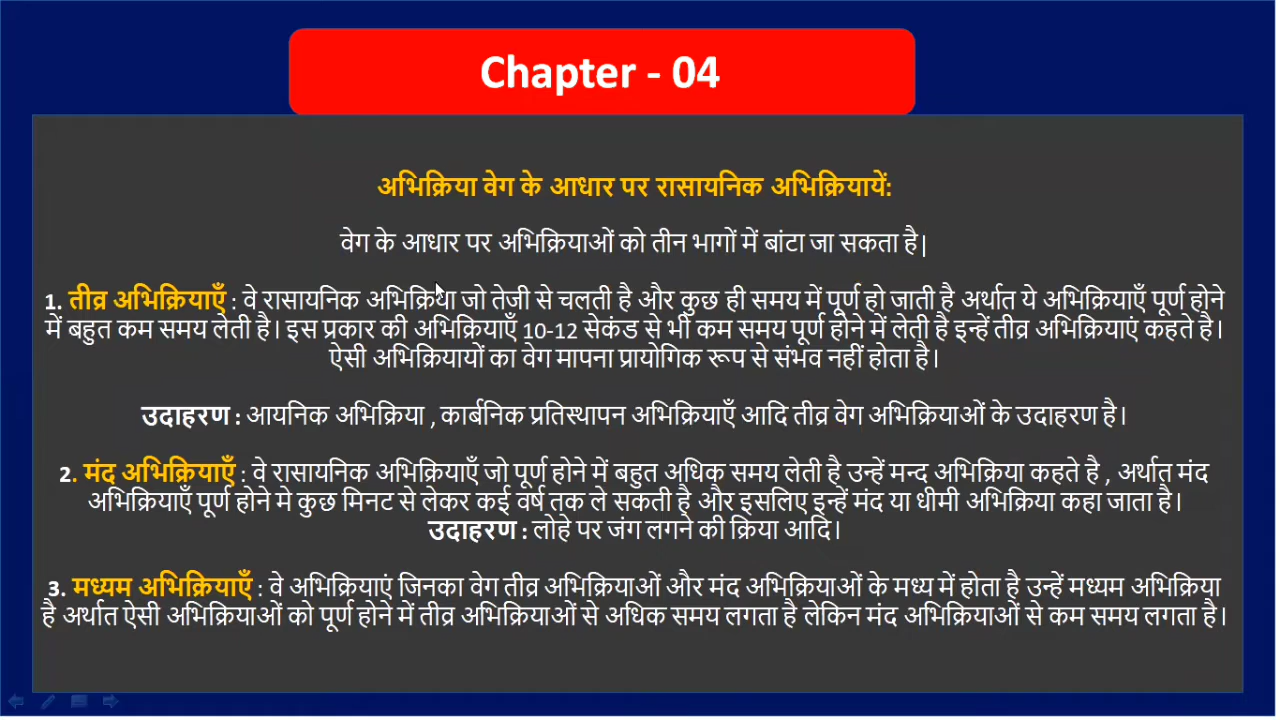 Chapter - 04
अभिक्रिया वेग के आधार पर रासायनिक अभिक्रियायें:
वेग के आधार पर अभिक्रियाओं को तीन भागों में बांटा जा सकता है।
1. तीव्र अभिक्रियाएँ : वे रासायनिक अभिक्रिया जो तेजी से चलती है और कुछ ही समय में पूर्ण हो जाती है अर्थात ये अभिक्रियाएँ पूर्ण होने
में बहुत कम समय लेती है। इस प्रकार की अभिक्रियाएँ 10-12 सेकंड से भी कम समय पूर्ण होने में लेती है इन्हें तीव्र अभिक्रियाएं कहते है।
ऐसी अभिक्रियायों का वेग मापना प्रायोगिक रूप से संभव नहीं होता है।
उदाहरण : आयनिक अभिक्रिया , कार्बनिक प्रतिस्थापन अभिक्रियाएँ आदि तीव्र वेग अभिक्रियाओं के उदाहरण है।
2. मंद अभिक्रियाएँ : वे रासायनिक अभिक्रियाएँ जो पूर्ण होने में बहुत अधिक समय लेती है उन्हें मन्द अभिक्रिया कहते है , अर्थात मंद
अभिक्रियाएँ पूर्ण होने मे कुछ मिनट से लेकर कई वर्ष तक ले सकती है और इसलिए इन्हें मंद या धीमी अभिक्रिया कहा जाता है।
उदाहरण : लोहे पर जंग लगने की क्रिया आदि।
3. मध्यम अभिक्रियाएँ : वे अभिक्रियाएं जिनका वेग तीव्र अभिक्रियाओं और मंद अभिक्रियाओं के मध्य में होता है उन्हें मध्यम अभिक्रिया
है अर्थात ऐसी अभिक्रियाओं को पूर्ण होने में तीव्र अभिक्रियाओं से अधिक समय लगता है लेकिन मंद अभिक्रियाओं से कम समय लगता है।